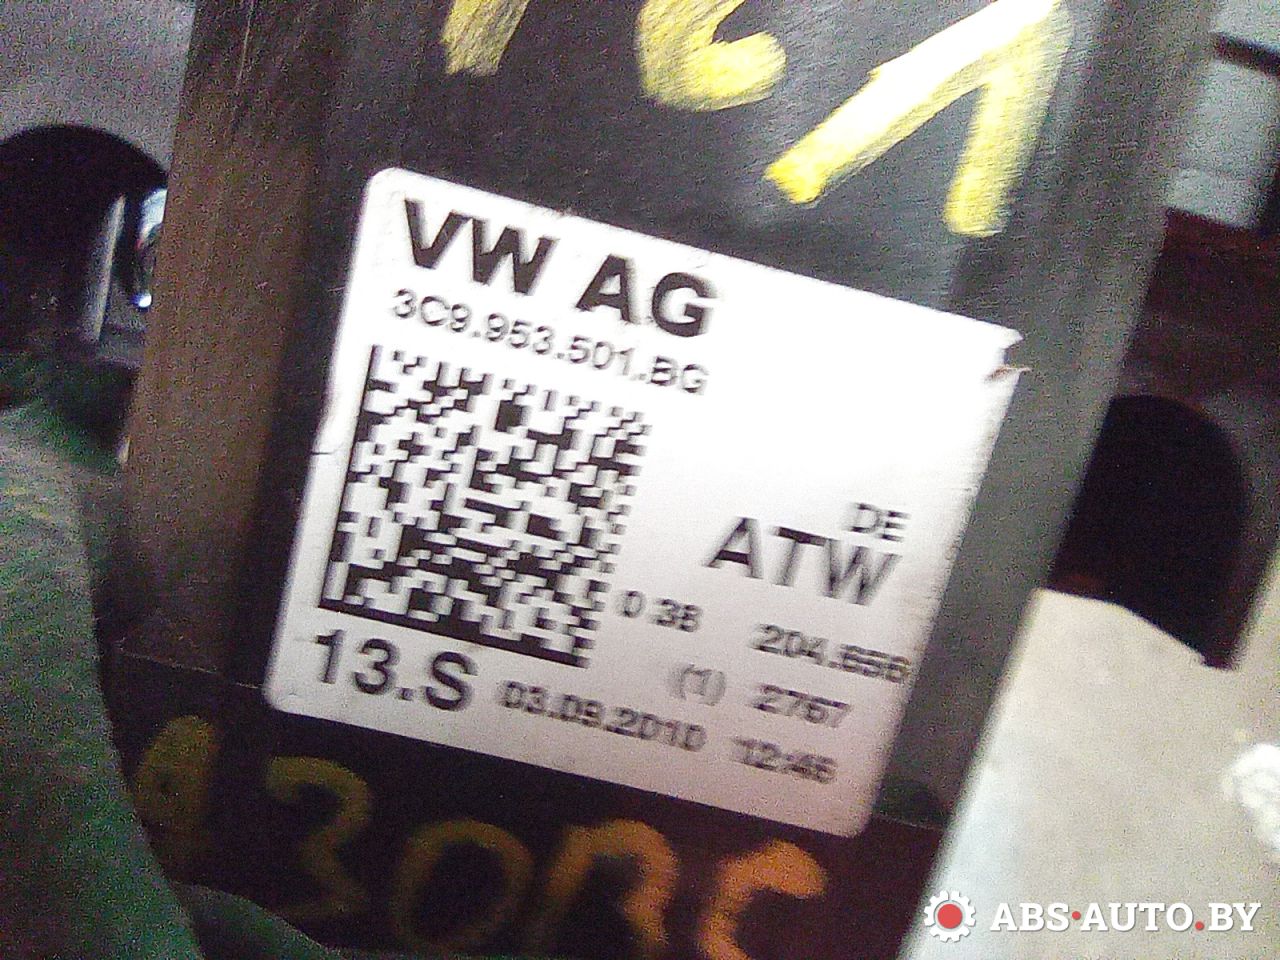 VW AG
3C9.953.501.BG
DE
ATW
0 38 204.656
(1) 2767
13.S 03.09.2010 12:46
ABS·AUTO.BY